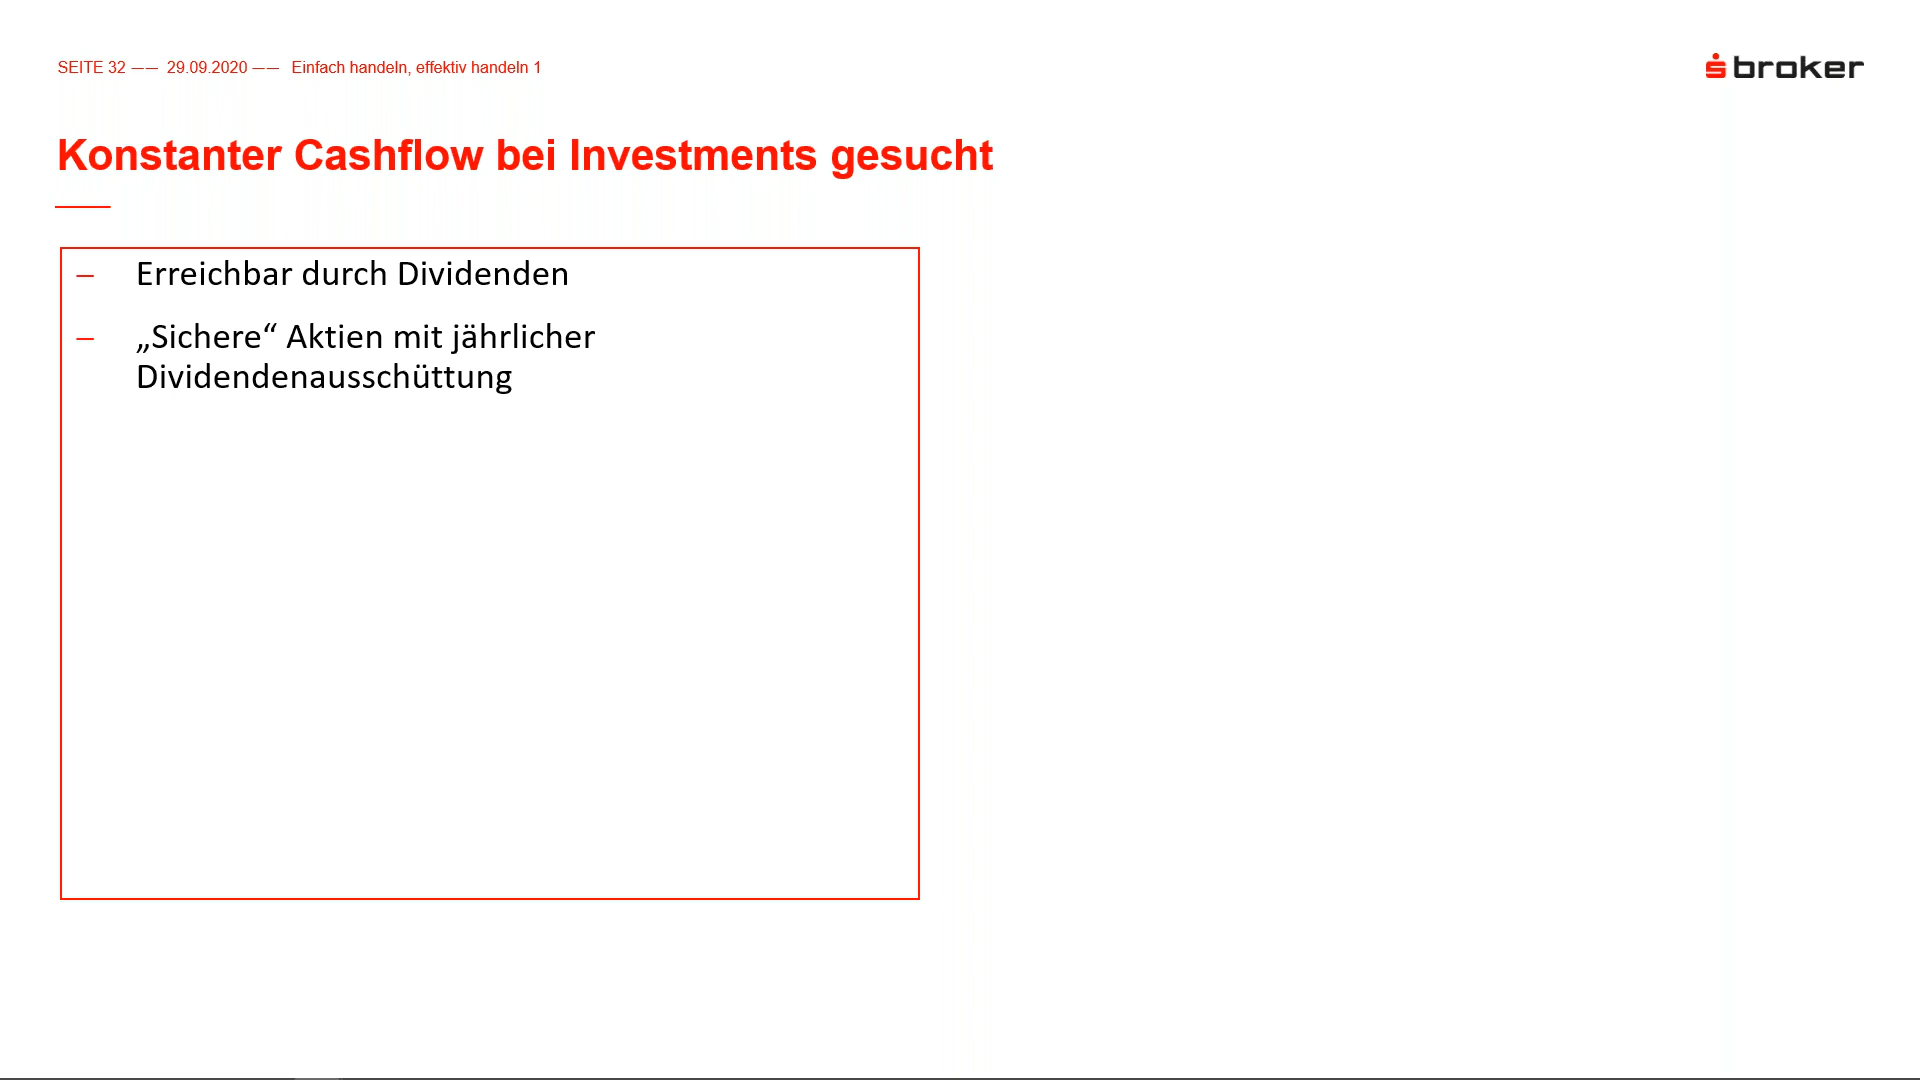 SEITE 32 —— 29.09.2020 —— Einfach handeln, effektiv handeln 1
broker
Konstanter Cashflow bei Investments gesucht
– Erreichbar durch Dividenden
– „Sichere“ Aktien mit jährlicher
Dividendenausschüttung